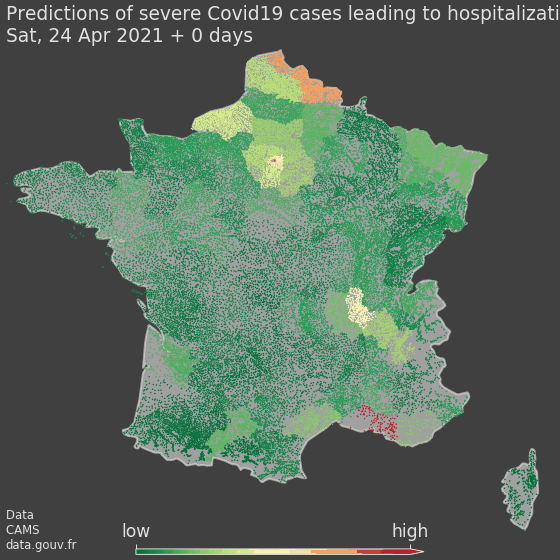 Predictions of severe Covid19 cases leading to hospitalizati
Sat, 24 Apr 2021 + 0 days
Data
CAMS
data.gouv.fr
low
high